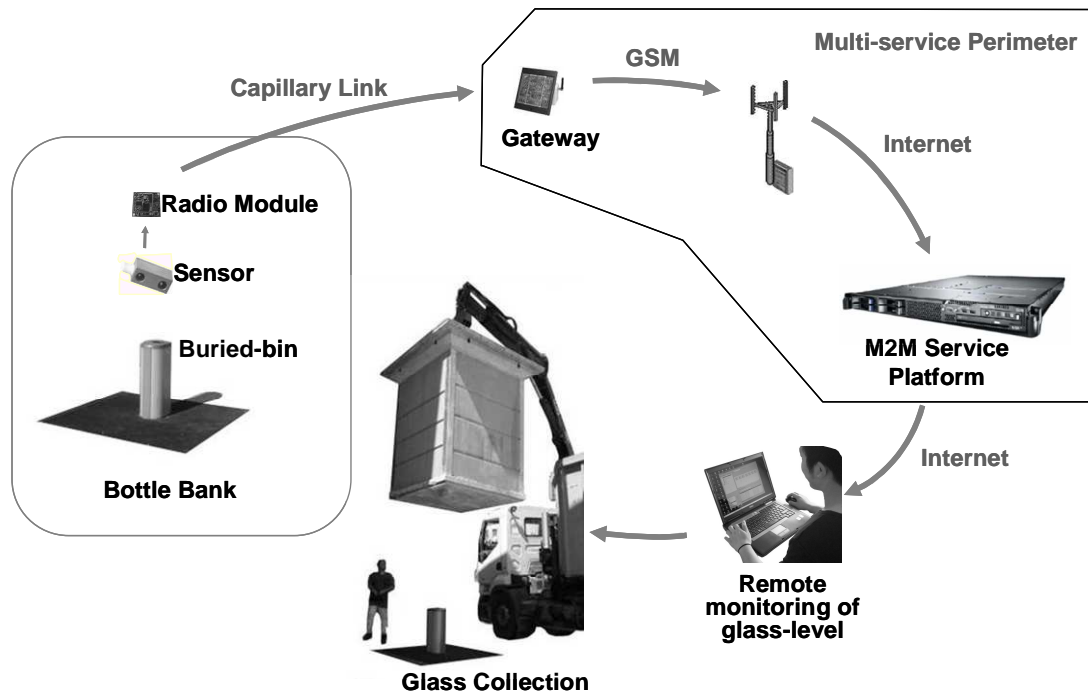 Multi-service Perimeter
GSM
Capillary Link
Gateway
Internet
Radio Module
Sensor
Buried-bin
M2M Service
Platform
Internet
Bottle Bank
Remote
monitoring of
glass-level
Glass Collection